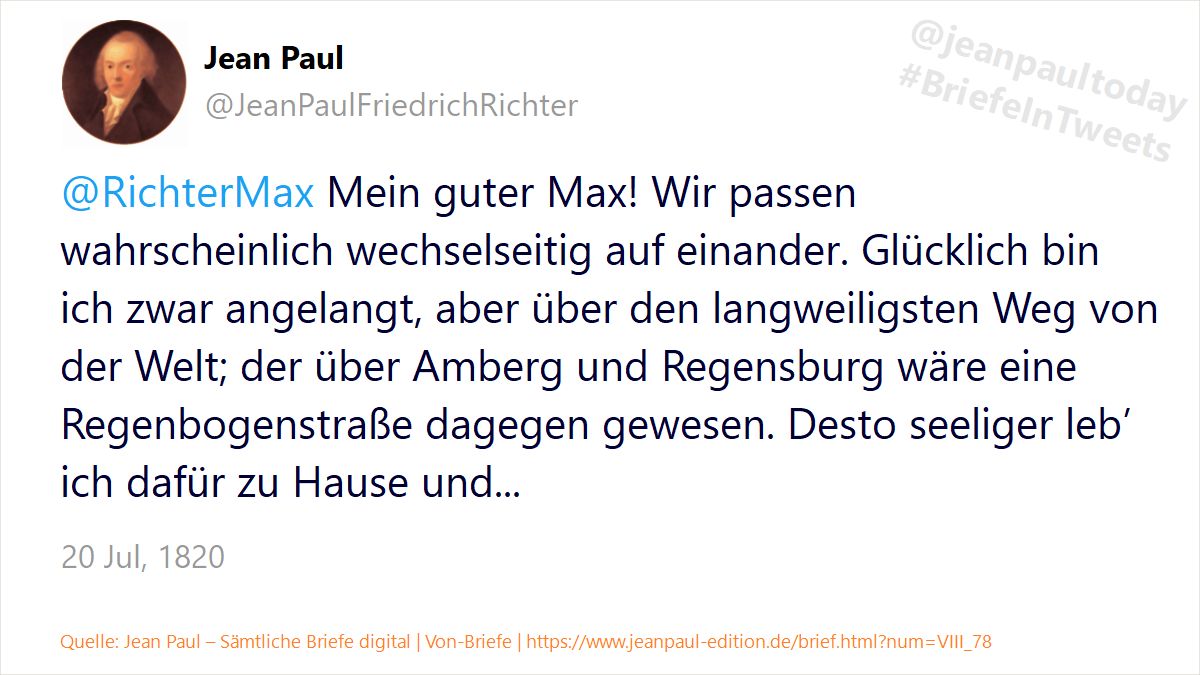 Jean Paul
@JeanPaulFriedrichRichter
@jeanpaultoday
#BriefeInTweets
@RichterMax Mein guter Max! Wir passen
wahrscheinlich wechselseitig auf einander. Glücklich bin
ich zwar angelangt, aber über den langweiligsten Weg von
der Welt; der über Amberg und Regensburg wäre eine
Regenbogenstraße dagegen gewesen. Desto seeliger leb’
ich dafür zu Hause und...
20 Jul, 1820
Quelle: Jean Paul – Sämtliche Briefe digital | Von-Briefe | https://www.jeanpaul-edition.de/brief.html?num=VIII_78